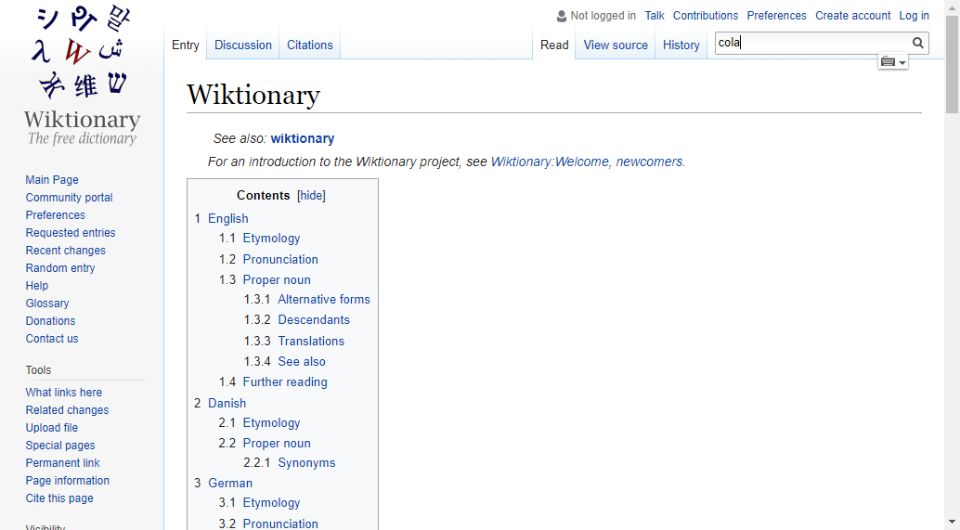 Not logged in Talk Contributions Preferences Create account Log in
Entry Discussion Citations Read View source History cola
シ ди 말
λ W ش
维 ש
Wiktionary
The free dictionary
Wiktionary
See also: wiktionary
For an introduction to the Wiktionary project, see Wiktionary:Welcome, newcomers.
Main Page
Community portal
Preferences
Requested entries
Recent changes
Random entry
Help
Glossary
Donations
Contact us
Tools
What links here
Related changes
Upload file
Special pages
Permanent link
Page information
Cite this page
Visibility
Contents [hide]
1 English
1.1 Etymology
1.2 Pronunciation
1.3 Proper noun
1.3.1 Alternative forms
1.3.2 Descendants
1.3.3 Translations
1.3.4 See also
1.4 Further reading
2 Danish
2.1 Etymology
2.2 Proper noun
2.2.1 Synonyms
3 German
3.1 Etymology
3.2 Pronunciation